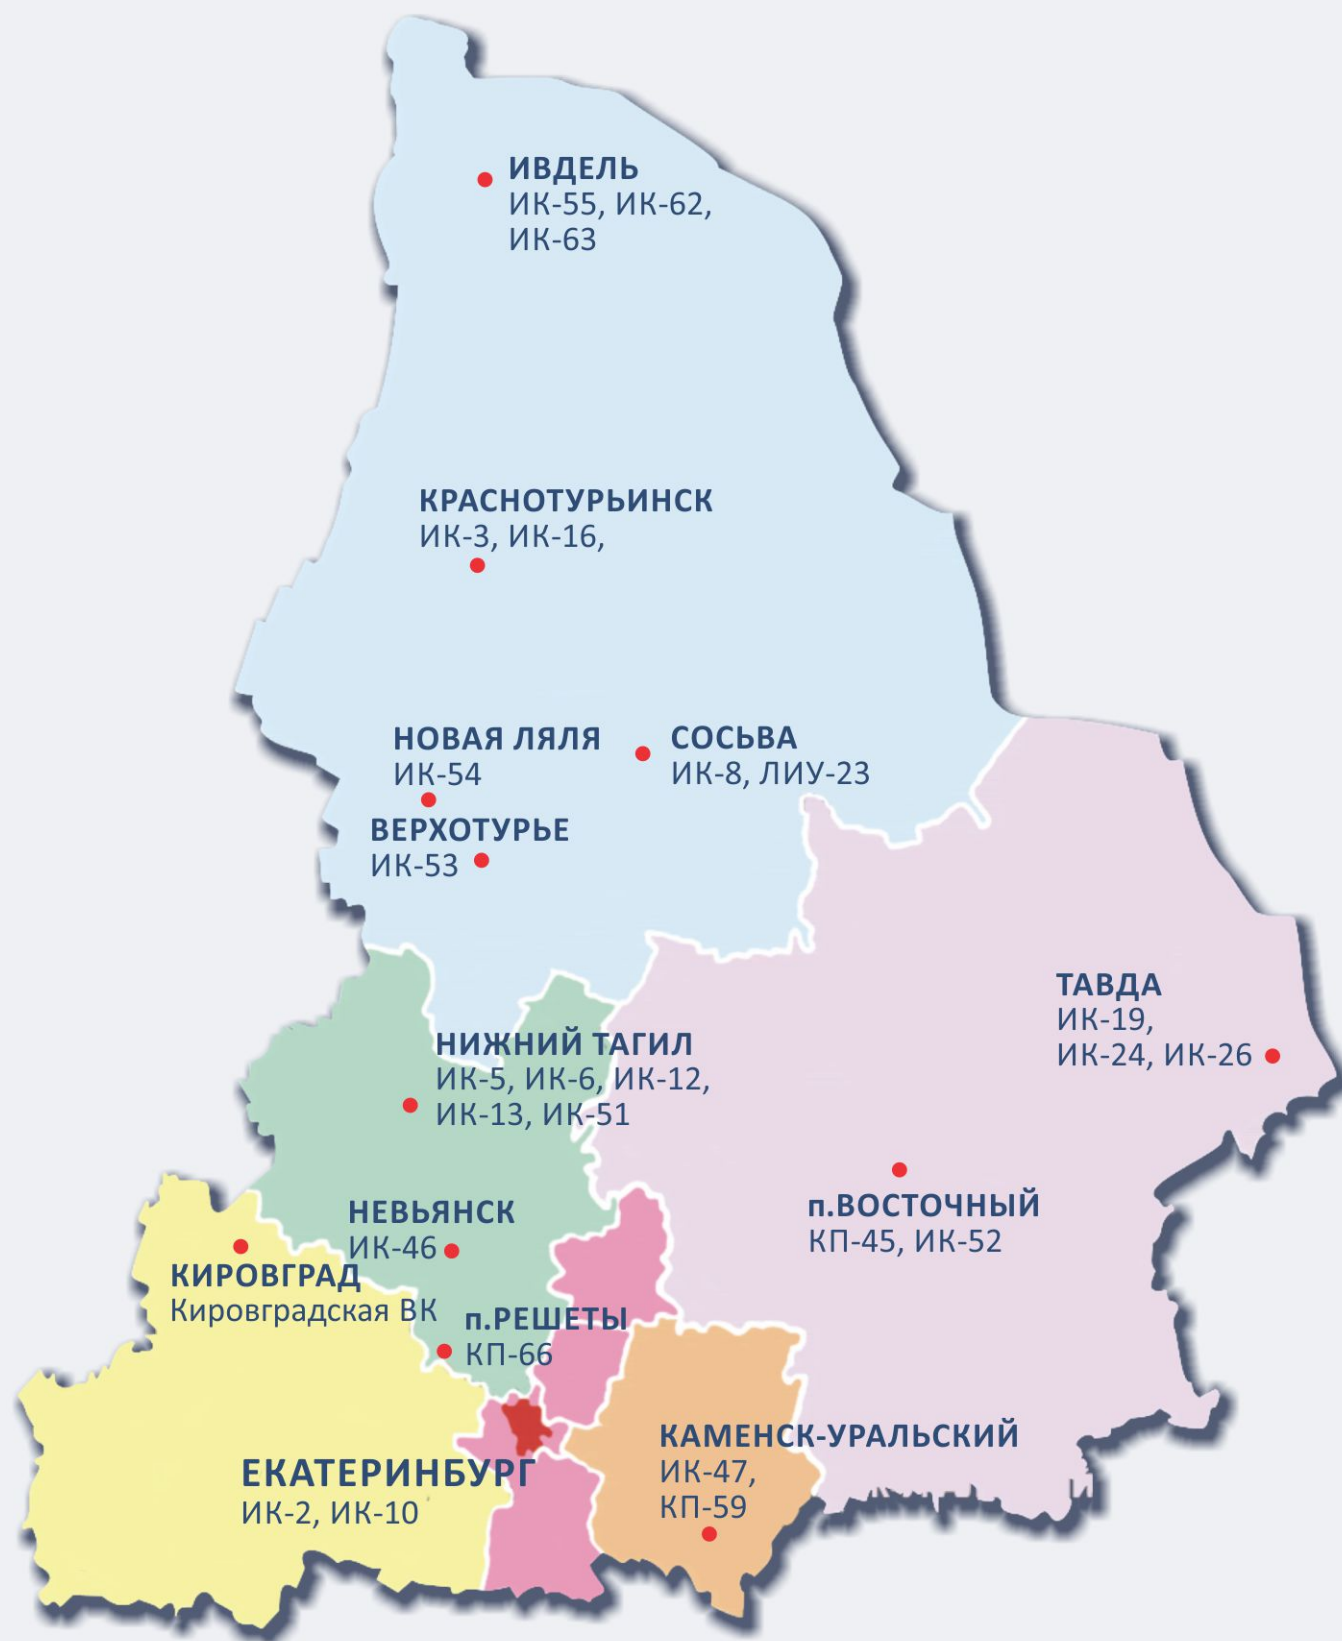 ИВДЕЛЬ
ИК-55, ИК-62,
ИК-63
КРАСНОТУРЬИНСК
ИК-3, ИК-16,
НОВАЯ ЛЯЛЯ
ИК-54
СОСЬВА
ИК-8, ЛИУ-23
ВЕРХОТУРЬЕ
ИК-53
ТАВДА
ИК-19,
ИК-24, ИК-26
НИЖНИЙ ТАГИЛ
ИК-5, ИК-6, ИК-12,
ИК-13, ИК-51
п.ВОСТОЧНЫЙ
КП-45, ИК-52
НЕВЬЯНСК
ИК-46
КИРОВГРАД
Кировградская ВК
п.РЕШЕТЫ
КП-66
КАМЕНСК-УРАЛЬСКИЙ
ИК-47,
КП-59
ЕКАТЕРИНБУРГ
ИК-2, ИК-10